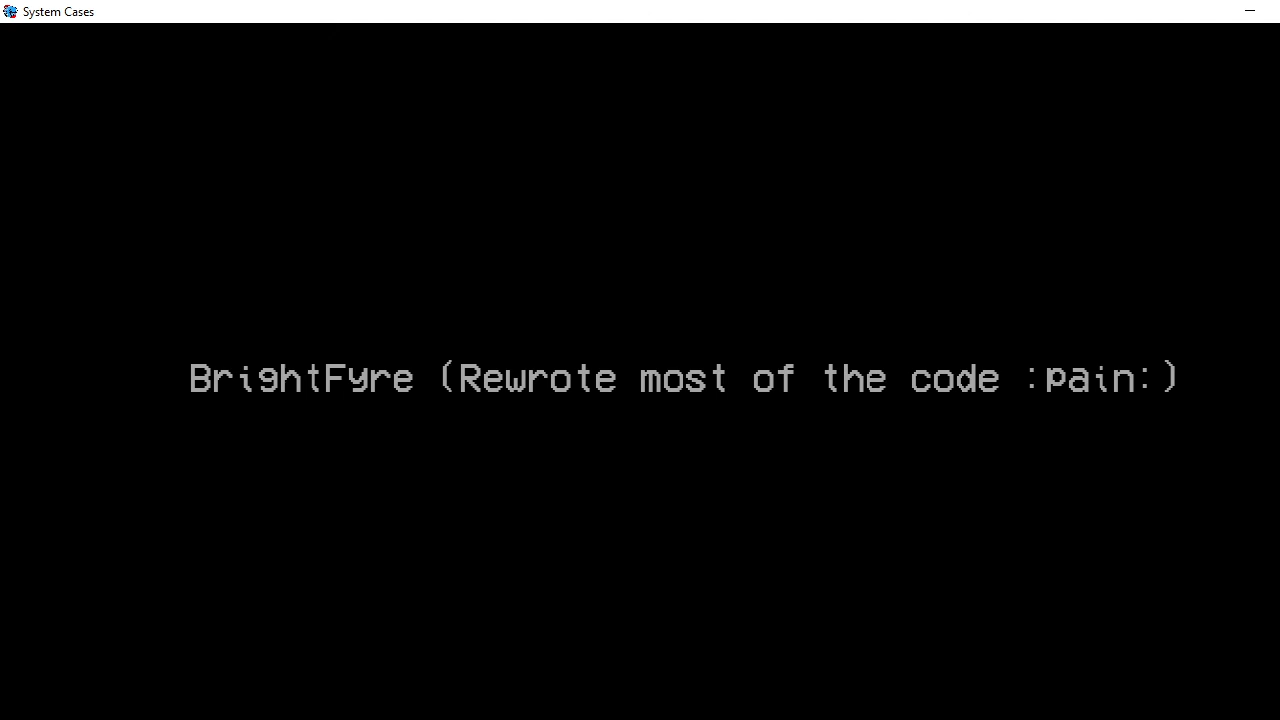 System Cases
BrightFyre (Rewrote most of the code :pain:)